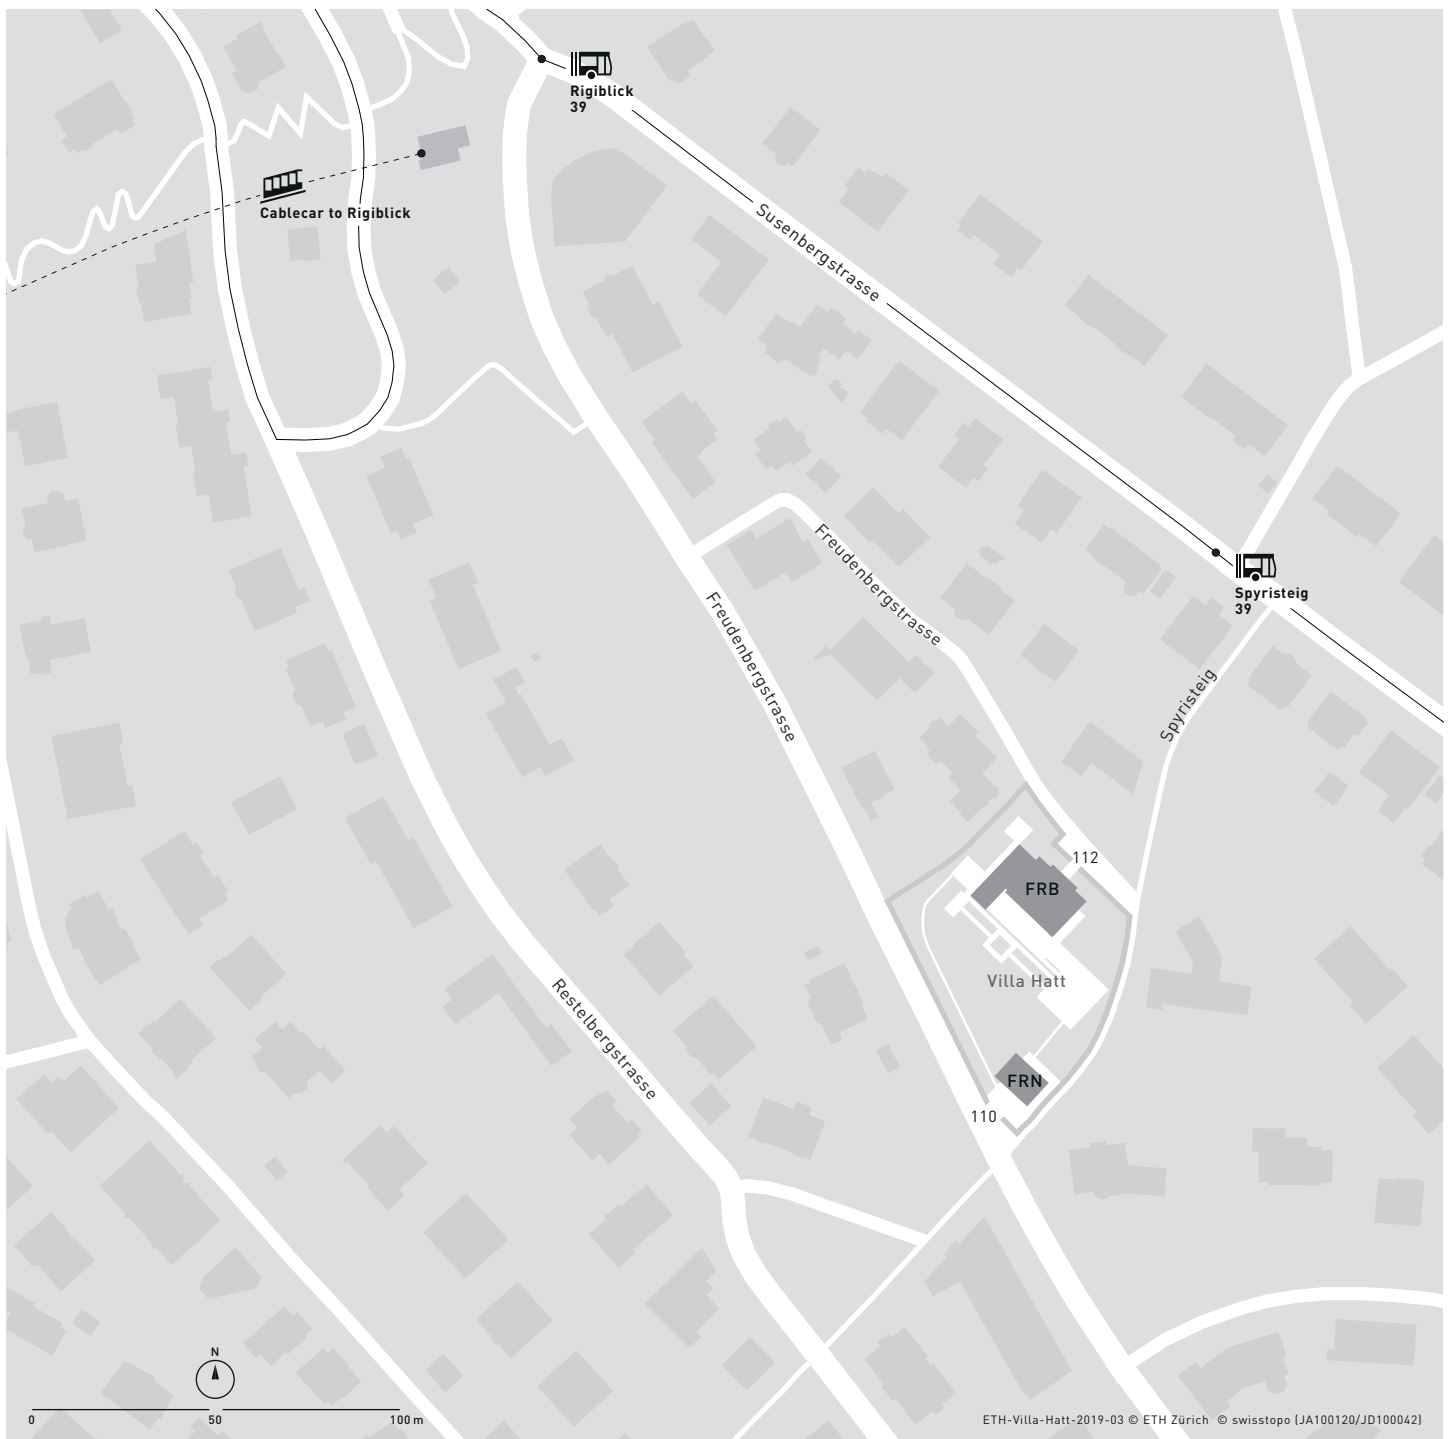 Rigiblick
39
Cablecar to Rigiblick
Susenbergstrasse
Freudenbergstrasse
Spyristeig
39
Freudenbergstrasse
Spyristeig
112
FRB
Villa Hatt
Restelbergstrasse
FRN
110
N
0 50 100 m
ETH-Villa-Hatt-2019-03 © ETH Zürich © swisstopo (JA100120/JD100042)